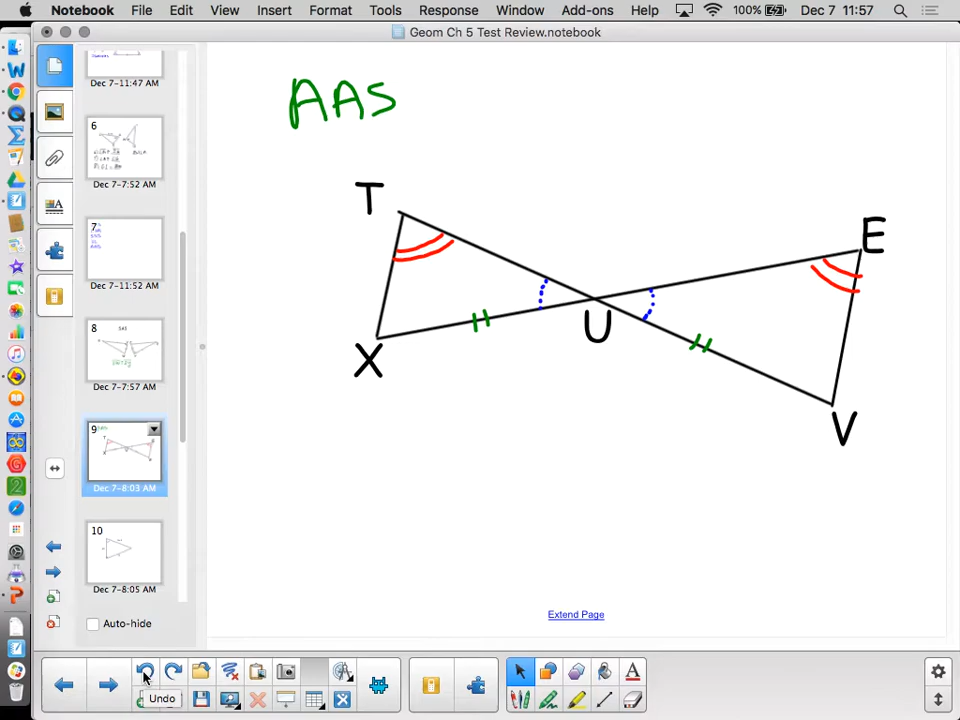 Notebook File Edit View Insert Format Tools Response Window Add-ons Help 100% Dec 7 11:57
Geom Ch 5 Test Review.notebook
Dec 7-11:47 AM
6
Dec 7-7:52 AM
7
Dec 7-11:52 AM
8
SAS
Dec 7-7:57 AM
9
Dec 7-8:03 AM
10
Dec 7-8:05 AM
Auto-hide
AAS
T
E
U
X
V
Extend Page
Undo